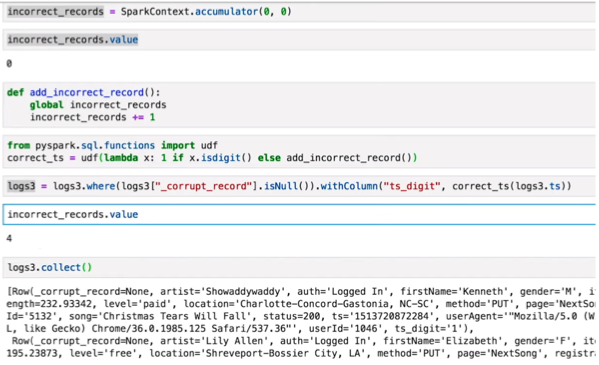 incorrect_records = SparkContext.accumulator(0, 0)
incorrect_records.value
0
def add_incorrect_record():
    global incorrect_records
    incorrect_records += 1
from pyspark.sql.functions import udf
correct_ts = udf(lambda x: 1 if x.isdigit() else add_incorrect_record())
logs3 = logs3.where(logs3["_corrupt_record"].isNull()).withColumn("ts_digit", correct_ts(logs3.ts))
incorrect_records.value
4
logs3.collect()
[Row(_corrupt_record=None, artist='Showaddywaddy', auth='Logged In', firstName='Kenneth', gender='M', it
ength=232.93342, level='paid', location='Charlotte-Concord-Gastonia, NC-SC', method='PUT', page='NextSon
Id='5132', song='Christmas Tears Will Fall', status=200, ts='1513720872284', userAgent='"Mozilla/5.0 (W
L, like Gecko) Chrome/36.0.1985.125 Safari/537.36"', userId='1046', ts_digit='1'),
 Row(_corrupt_record=None, artist='Lily Allen', auth='Logged In', firstName='Elizabeth', gender='F', ite
195.23873, level='free', location='Shreveport-Bossier City, LA', method='PUT', page='NextSong', registra